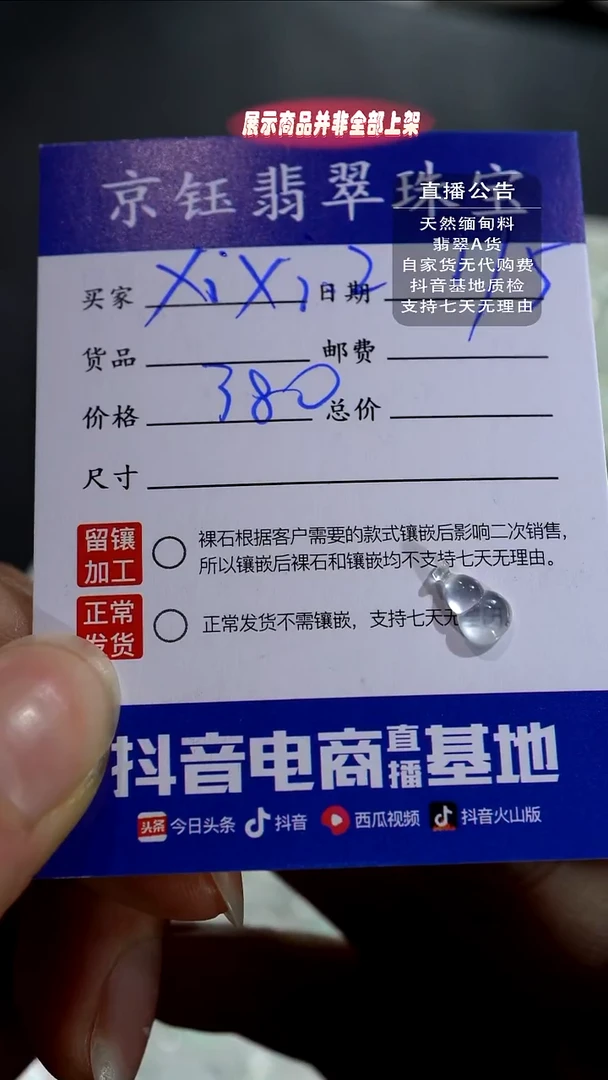 展示商品并非全部上架
京钰翡翠珠宝
直播公告
天然缅甸料
翡翠A货
自家货无代购费
抖音基地质检
支持七天无理由
买家 XiXi 日期
货品 邮费
价格 380 总价
尺寸
留镶加工 裸石根据客户需要的款式镶嵌后影响二次销售，
所以镶嵌后裸石和镶嵌均不支持七天无理由。
正常发货 正常发货不需镶嵌，支持七天无
抖音电商直播基地
头条 今日头条 抖音 西瓜视频 抖音火山版